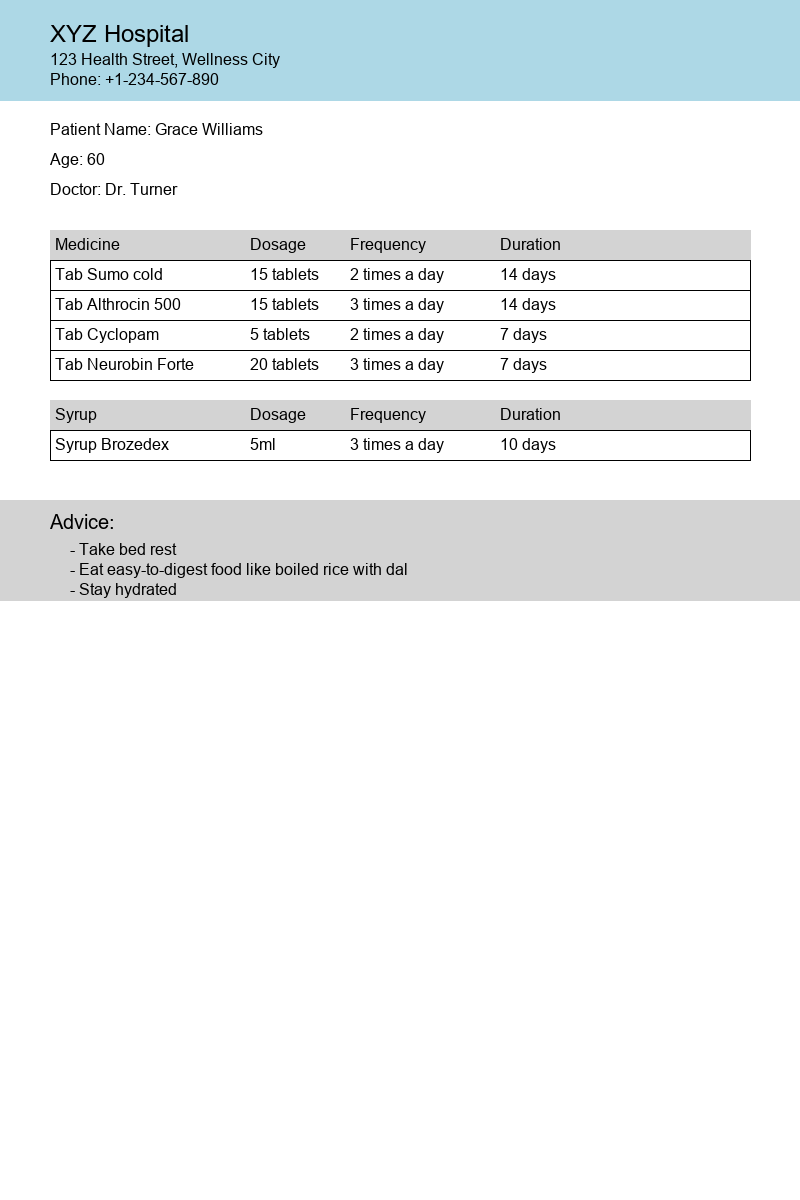 XYZ Hospital
123 Health Street, Wellness City
Phone: +1-234-567-890
Patient Name: Grace Williams
Age: 60
Doctor: Dr. Turner
Medicine Dosage Frequency Duration
Tab Sumo cold 15 tablets 2 times a day 14 days
Tab Althrocin 500 15 tablets 3 times a day 14 days
Tab Cyclopam 5 tablets 2 times a day 7 days
Tab Neurobin Forte 20 tablets 3 times a day 7 days
Syrup Dosage Frequency Duration
Syrup Brozedex 5ml 3 times a day 10 days
Advice:
- Take bed rest
- Eat easy-to-digest food like boiled rice with dal
- Stay hydrated